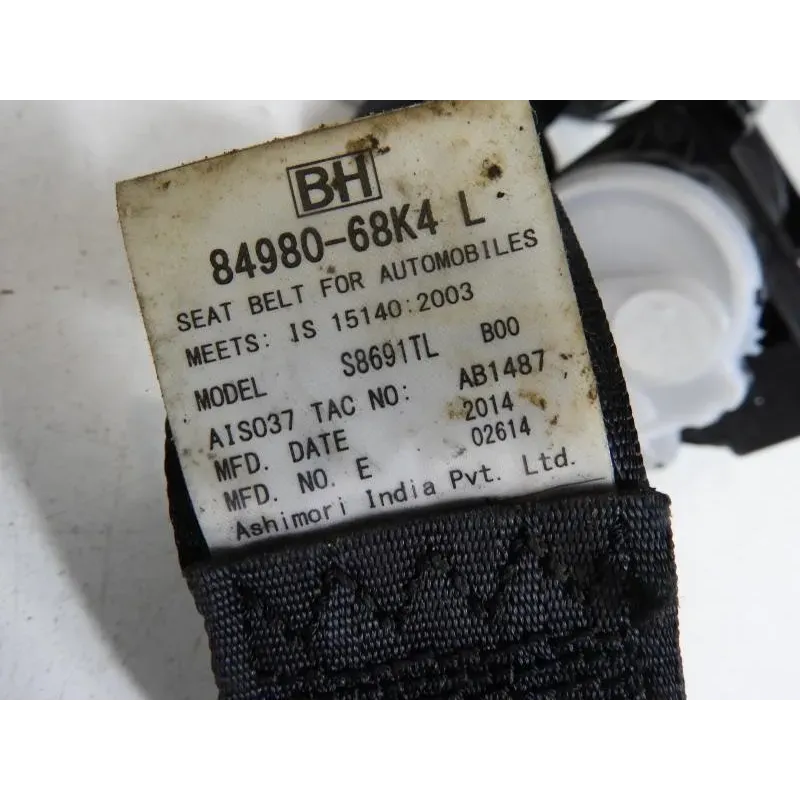 BH
84980-68K4 L
SEAT BELT FOR AUTOMOBILES
MEETS: IS 15140:2003
MODEL S8691TL B00
AIS037 TAC NO: AB1487
MFD. DATE 2014
MFD. NO. E 02614
Ashimori India Pvt. Ltd.